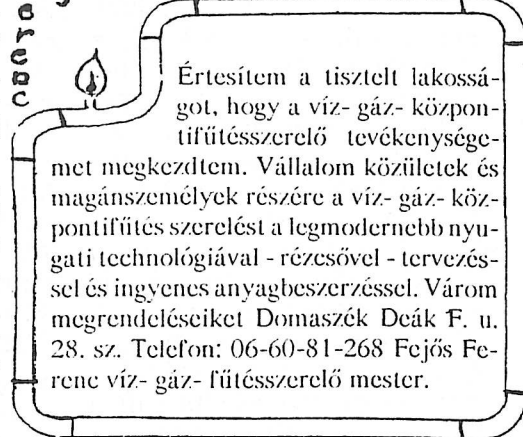 Értesítem a tisztelt lakossá-
got, hogy a víz- gáz- közpon-
tifűtésszerelő tevékenysége-
met megkezdtem. Vállalom közületek és
magánszemélyek részére a víz- gáz- köz-
pontifűtés szerelést a legmodernebb nyu-
gati technológiával - rézcsővel - tervezés-
sel és ingyenes anyagbeszerzéssel. Várom
megrendeléseiket Domaszék Deák F. u.
28. sz. Telefon: 06-60-81-268 Fejős Fe-
renc víz- gáz- fűtésszerelő mester.